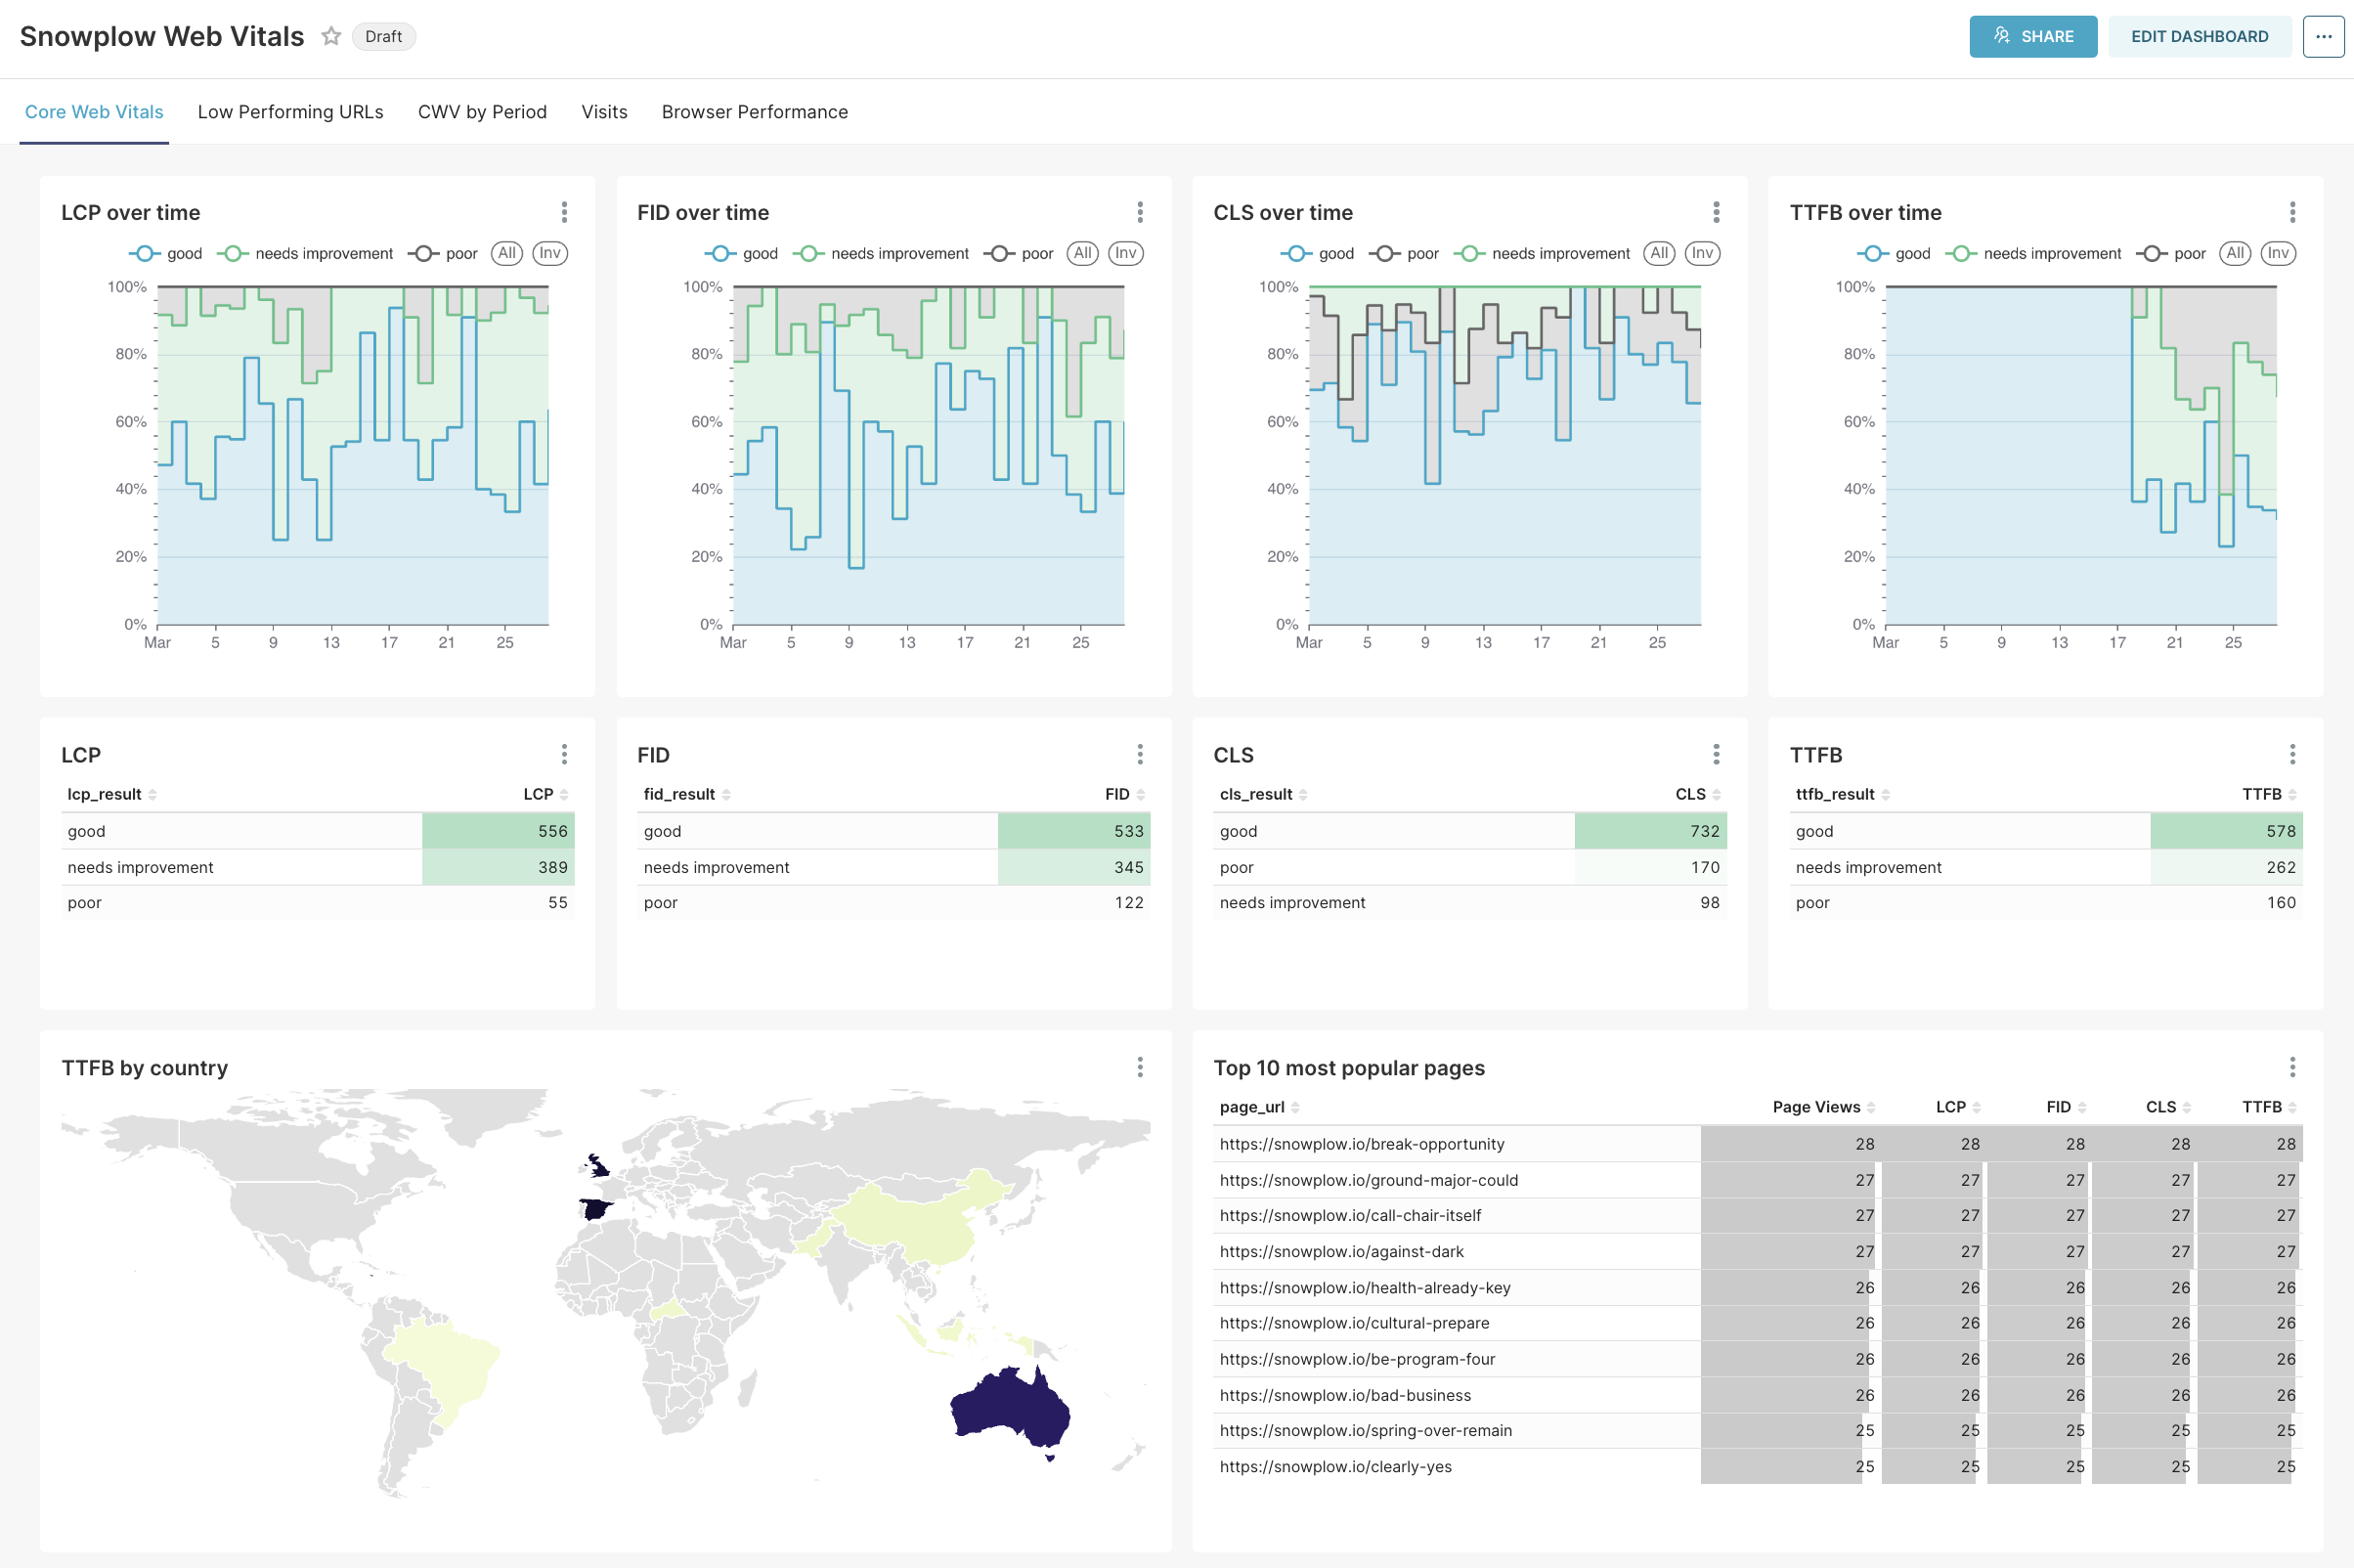 Snowplow Web Vitals Draft SHARE EDIT DASHBOARD ...
Core Web Vitals Low Performing URLs CWV by Period Visits Browser Performance
LCP over time
good needs improvement poor All Inv
100%
80%
60%
40%
20%
0%
Mar 5 9 13 17 21 25
FID over time
good needs improvement poor All Inv
100%
80%
60%
40%
20%
0%
Mar 5 9 13 17 21 25
CLS over time
good poor needs improvement All Inv
100%
80%
60%
40%
20%
0%
Mar 5 9 13 17 21 25
TTFB over time
good needs improvement poor All Inv
100%
80%
60%
40%
20%
0%
Mar 5 9 13 17 21 25
LCP
lcp_result LCP
good 556
needs improvement 389
poor 55
FID
fid_result FID
good 533
needs improvement 345
poor 122
CLS
cls_result CLS
good 732
poor 170
needs improvement 98
TTFB
ttfb_result TTFB
good 578
needs improvement 262
poor 160
TTFB by country
Top 10 most popular pages
page_url Page Views LCP FID CLS TTFB
https://snowplow.io/break-opportunity 28 28 28 28 28
https://snowplow.io/ground-major-could 27 27 27 27 27
https://snowplow.io/call-chair-itself 27 27 27 27 27
https://snowplow.io/against-dark 27 27 27 27 27
https://snowplow.io/health-already-key 26 26 26 26 26
https://snowplow.io/cultural-prepare 26 26 26 26 26
https://snowplow.io/be-program-four 26 26 26 26 26
https://snowplow.io/bad-business 26 26 26 26 26
https://snowplow.io/spring-over-remain 25 25 25 25 25
https://snowplow.io/clearly-yes 25 25 25 25 25